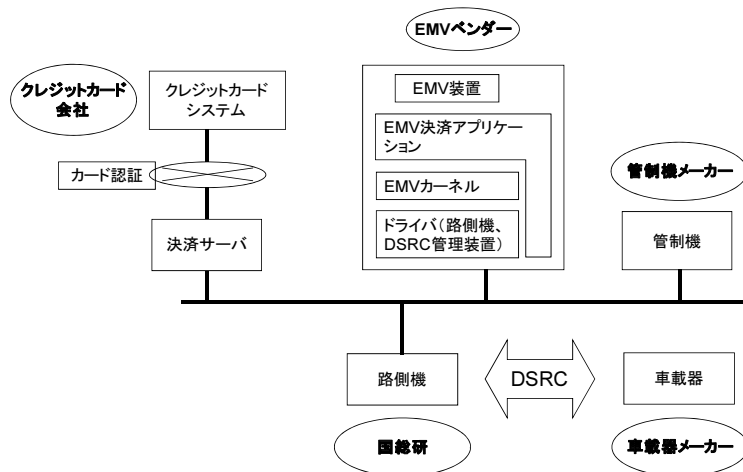 EMVベンダー
クレジットカード
会社
クレジットカード
システム
EMV装置
EMV決済アプリケー
ション
カード認証
EMVカーネル
管制機メーカー
決済サーバ
ドライバ(路側機、
DSRC管理装置)
管制機
路側機
DSRC
車載器
国総研
車載器メーカー